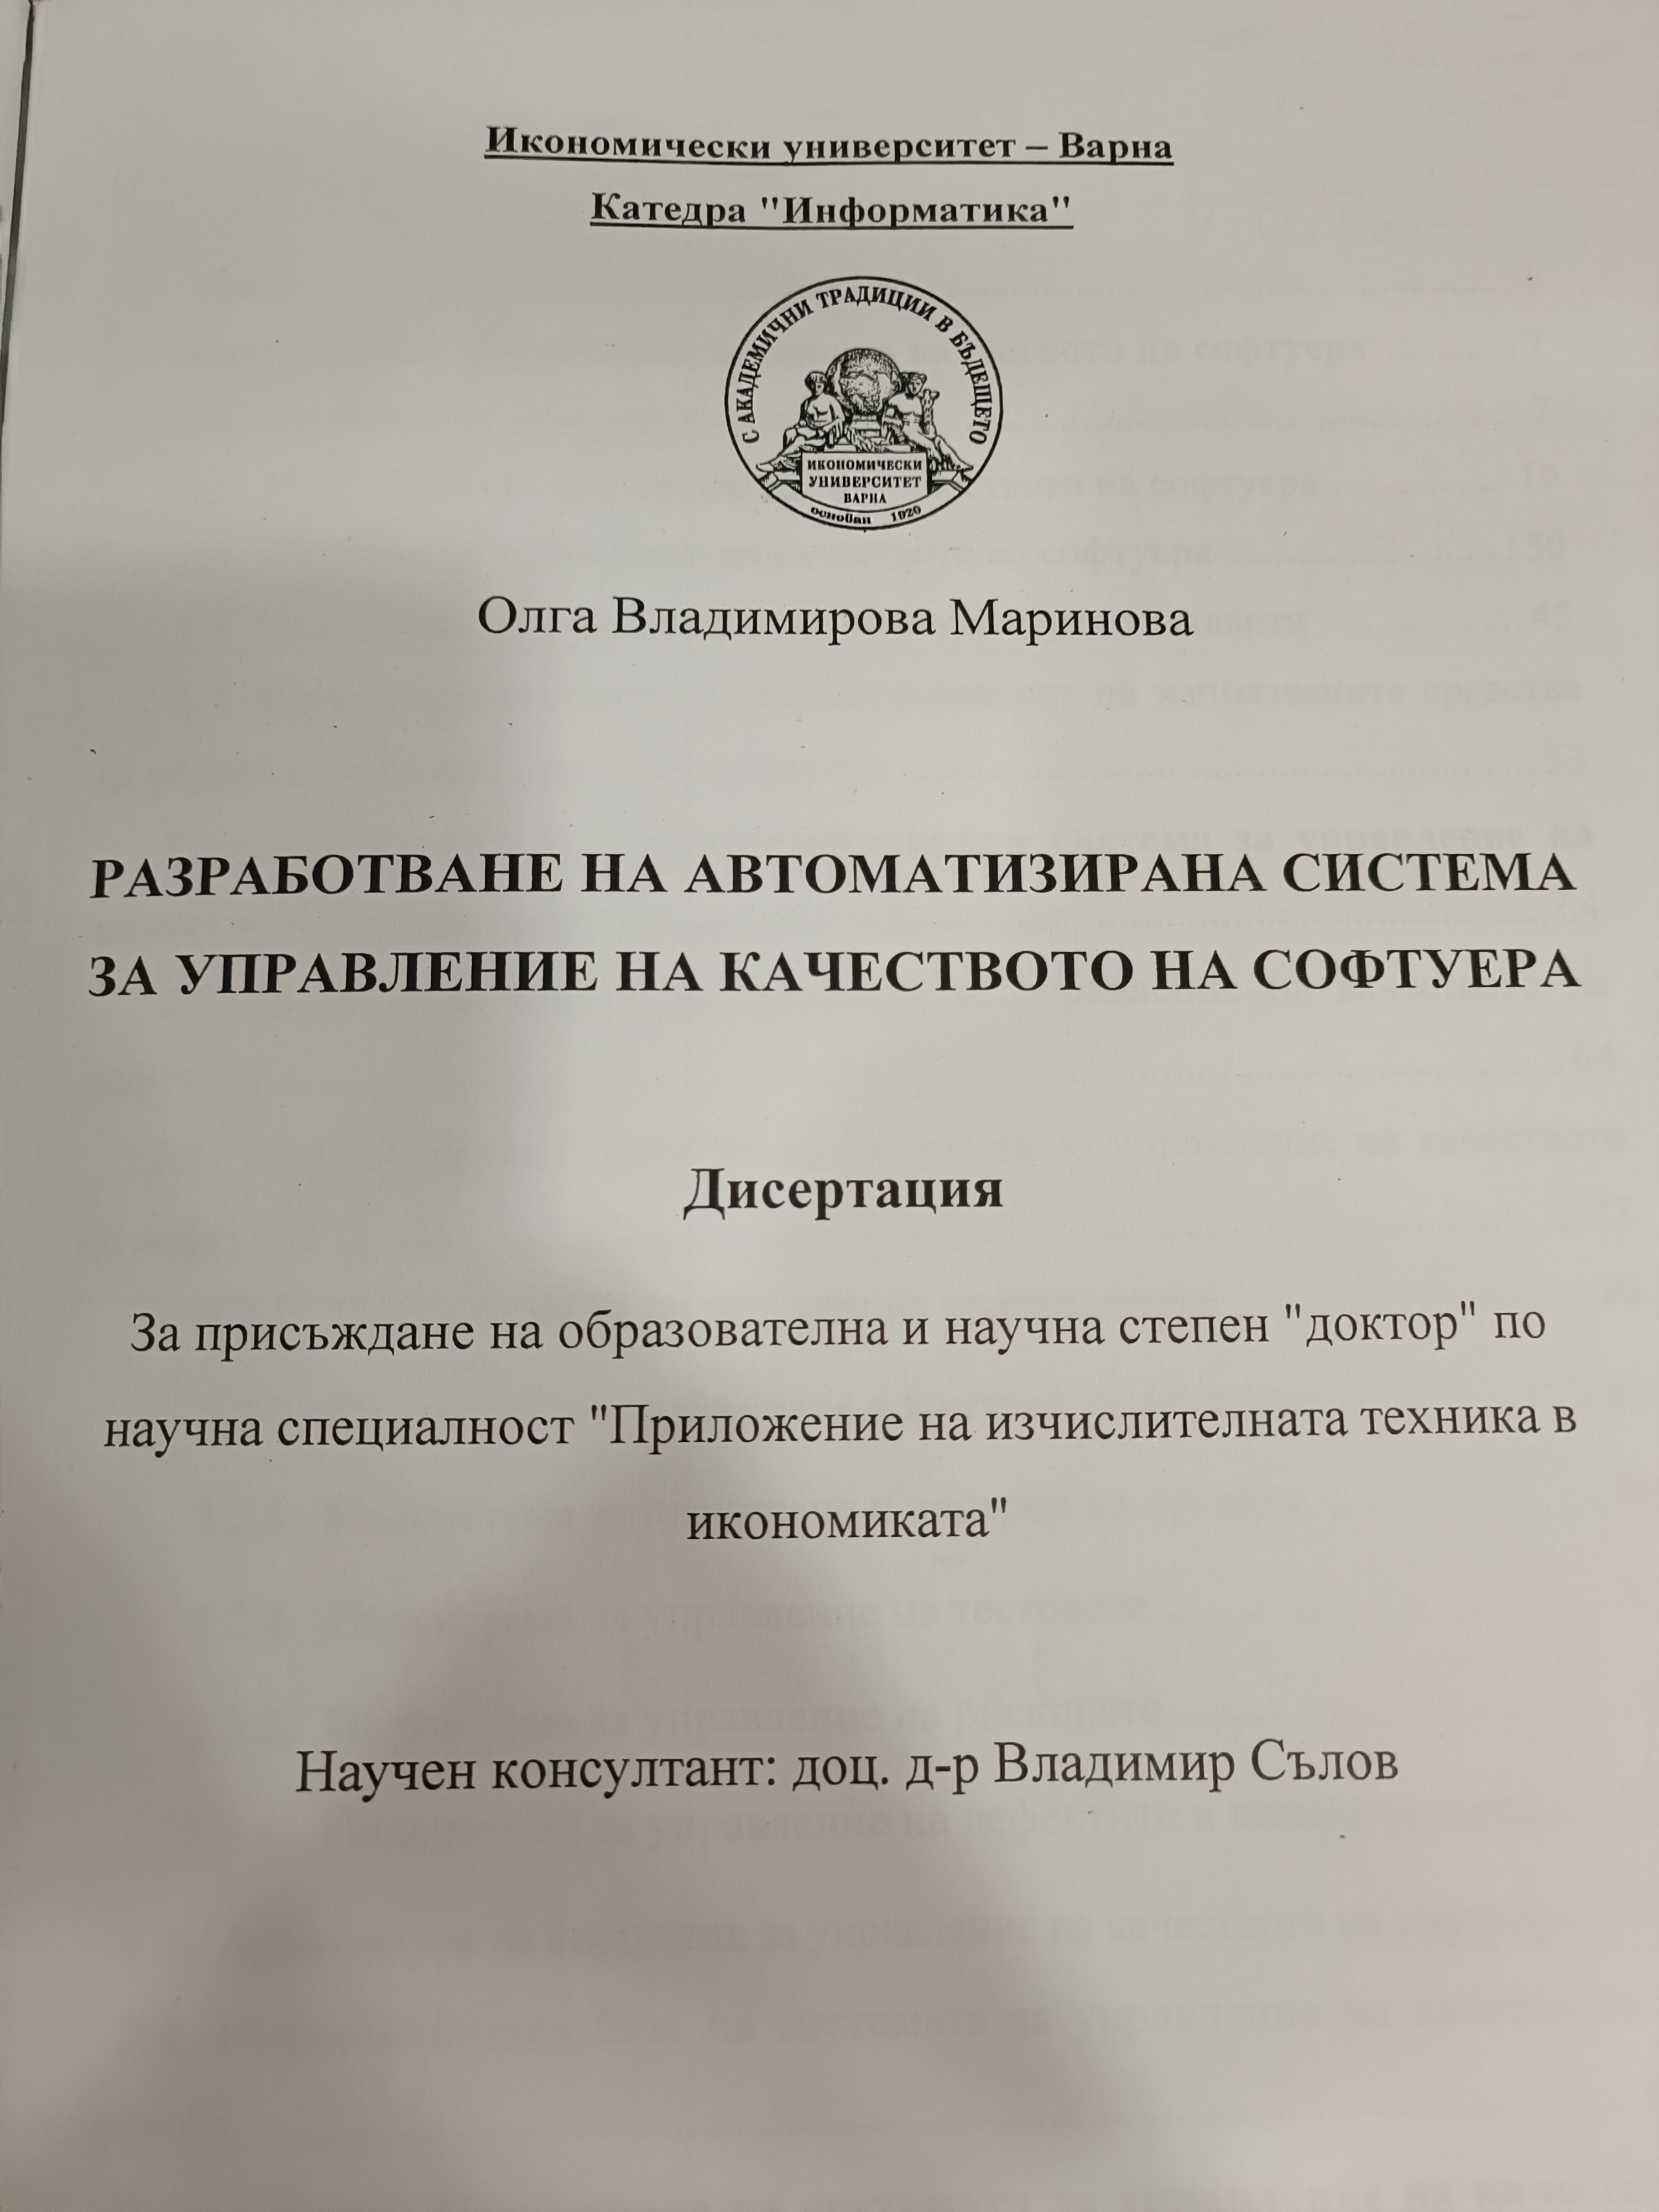 Икономически университет – Варна
Катедра "Информатика"
С АКАДЕМИЧНИ ТРАДИЦИИ В БЪДЕЩЕТО
ИКОНОМИЧЕСКИ
УНИВЕРСИТЕТ
ВАРНА
основан 1920
Олга Владимирова Маринова
РАЗРАБОТВАНЕ НА АВТОМАТИЗИРАНА СИСТЕМА
ЗА УПРАВЛЕНИЕ НА КАЧЕСТВОТО НА СОФТУЕРА
Дисертация
За присъждане на образователна и научна степен "доктор" по
научна специалност "Приложение на изчислителната техника в
икономиката"
Научен консултант: доц. д-р Владимир Сълов